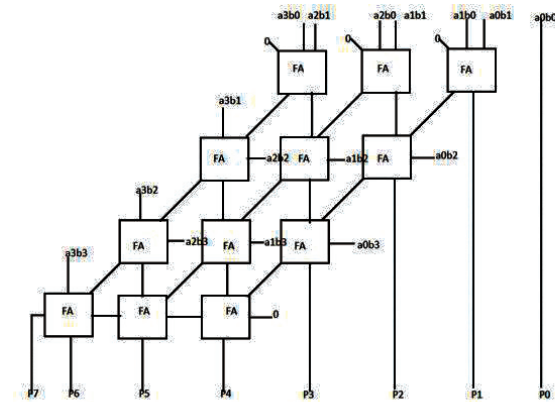 a3b0 a2b1 a2b0 a1b1 a1b0 a0b1 a0b0
0 0 0
FA FA FA
a3b1
FA a2b2 FA a1b2 FA a0b2
a3b2
FA a2b3 FA a1b3 FA a0b3
a3b3
FA FA FA 0
P7 P6 P5 P4 P3 P2 P1 P0